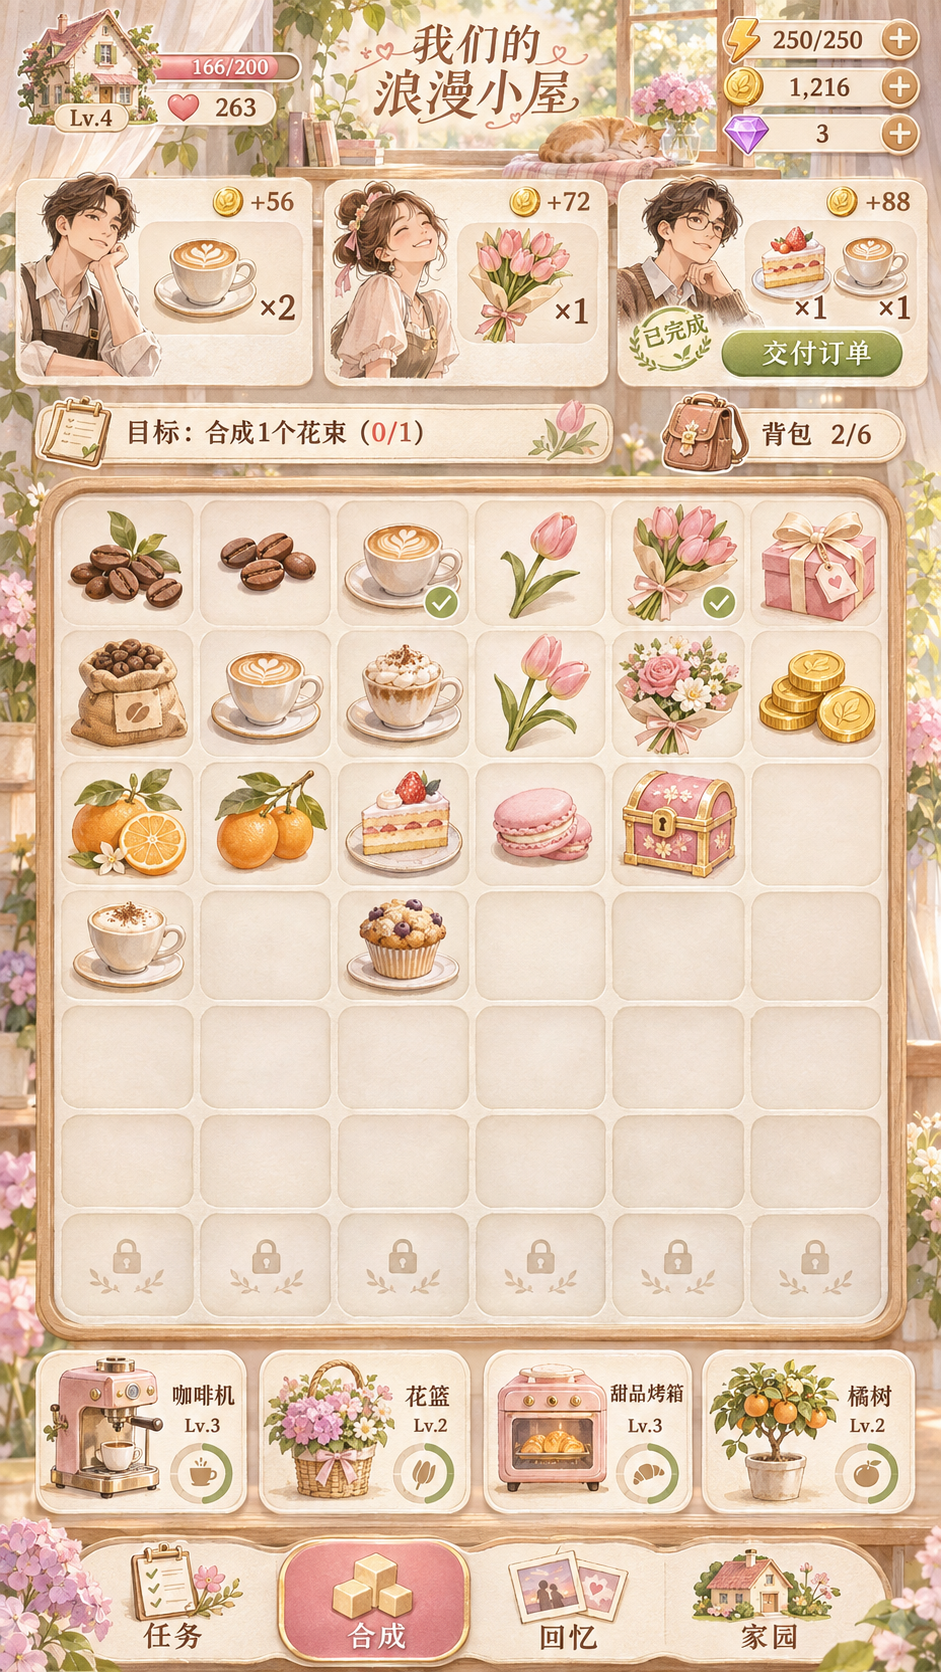 我们的
浪漫小屋
166/200
263
Lv.4
250/250
1,216
3
+56
×2
+72
×1
+88
×1
×1
已完成
交付订单
目标：合成1个花束（0/1）
背包 2/6
咖啡机
Lv.3
花篮
Lv.2
甜品烤箱
Lv.3
橘树
Lv.2
任务
合成
回忆
家园